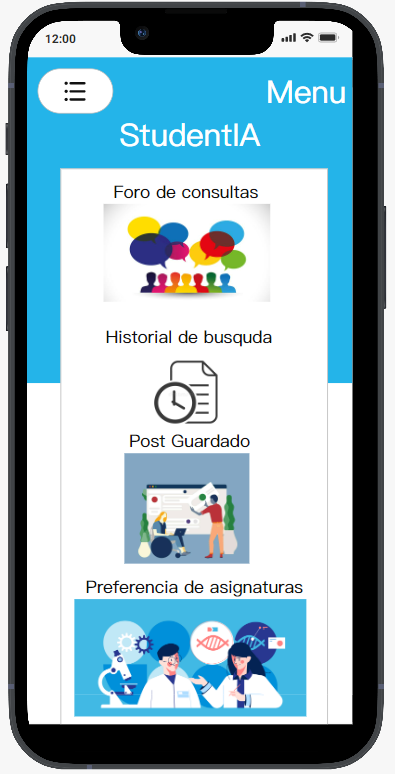 12:00
Menu
StudentIA
Foro de consultas
Historial de busquda
Post Guardado
Preferencia de asignaturas